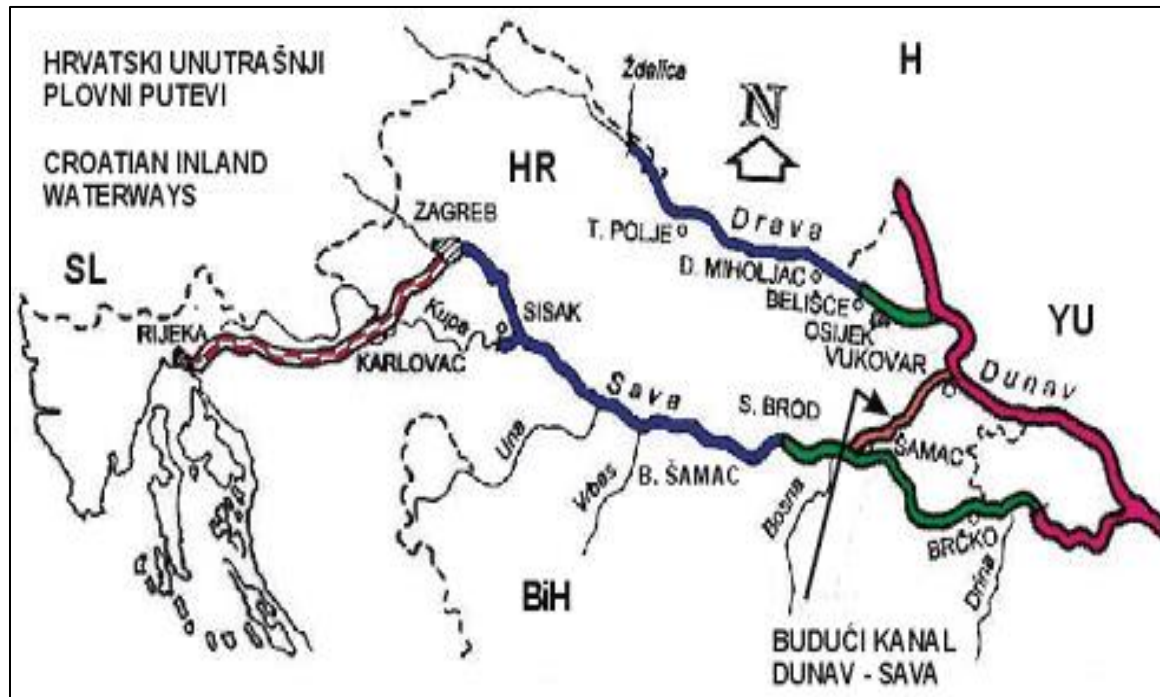 HRVATSKI UNUTRAŠNJI
PLOVNI PUTEVI
CROATIAN INLAND
WATERWAYS
H
Ždalica
N
HR
ZAGREB
T. POLJE
Drava
D. MIHOLJAC
BELIŠĆE
OSIJEK
VUKOVAR
YU
SL
RIJEKA
Kupa
SISAK
KARLOVAC
Sava
S. BROD
Dunav
ŠAMAC
Una
Vrbas
B. ŠAMAC
Bosna
BRČKO
Drina
BiH
BUDUĆI KANAL
DUNAV - SAVA